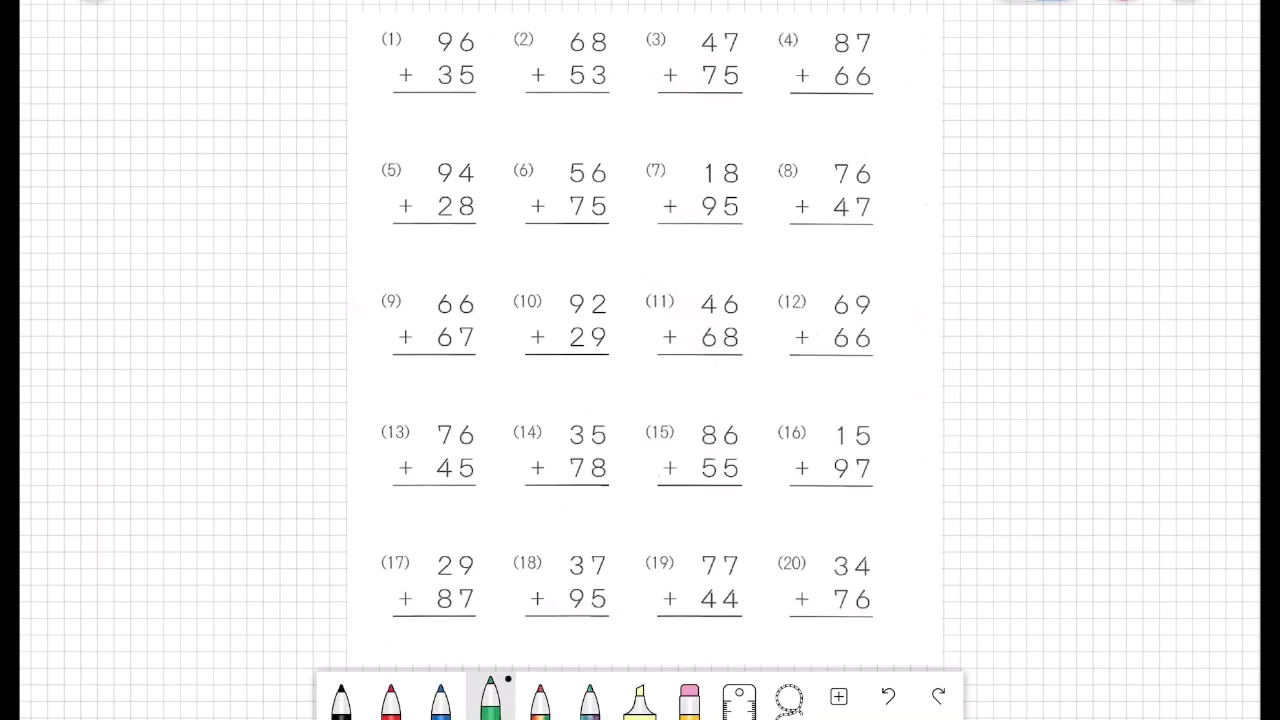 (1) 96 (2) 68 (3) 47 (4) 87
+ 35 + 53 + 75 + 66
(5) 94 (6) 56 (7) 18 (8) 76
+ 28 + 75 + 95 + 47
(9) 66 (10) 92 (11) 46 (12) 69
+ 67 + 29 + 68 + 66
(13) 76 (14) 35 (15) 86 (16) 15
+ 45 + 78 + 55 + 97
(17) 29 (18) 37 (19) 77 (20) 34
+ 87 + 95 + 44 + 76